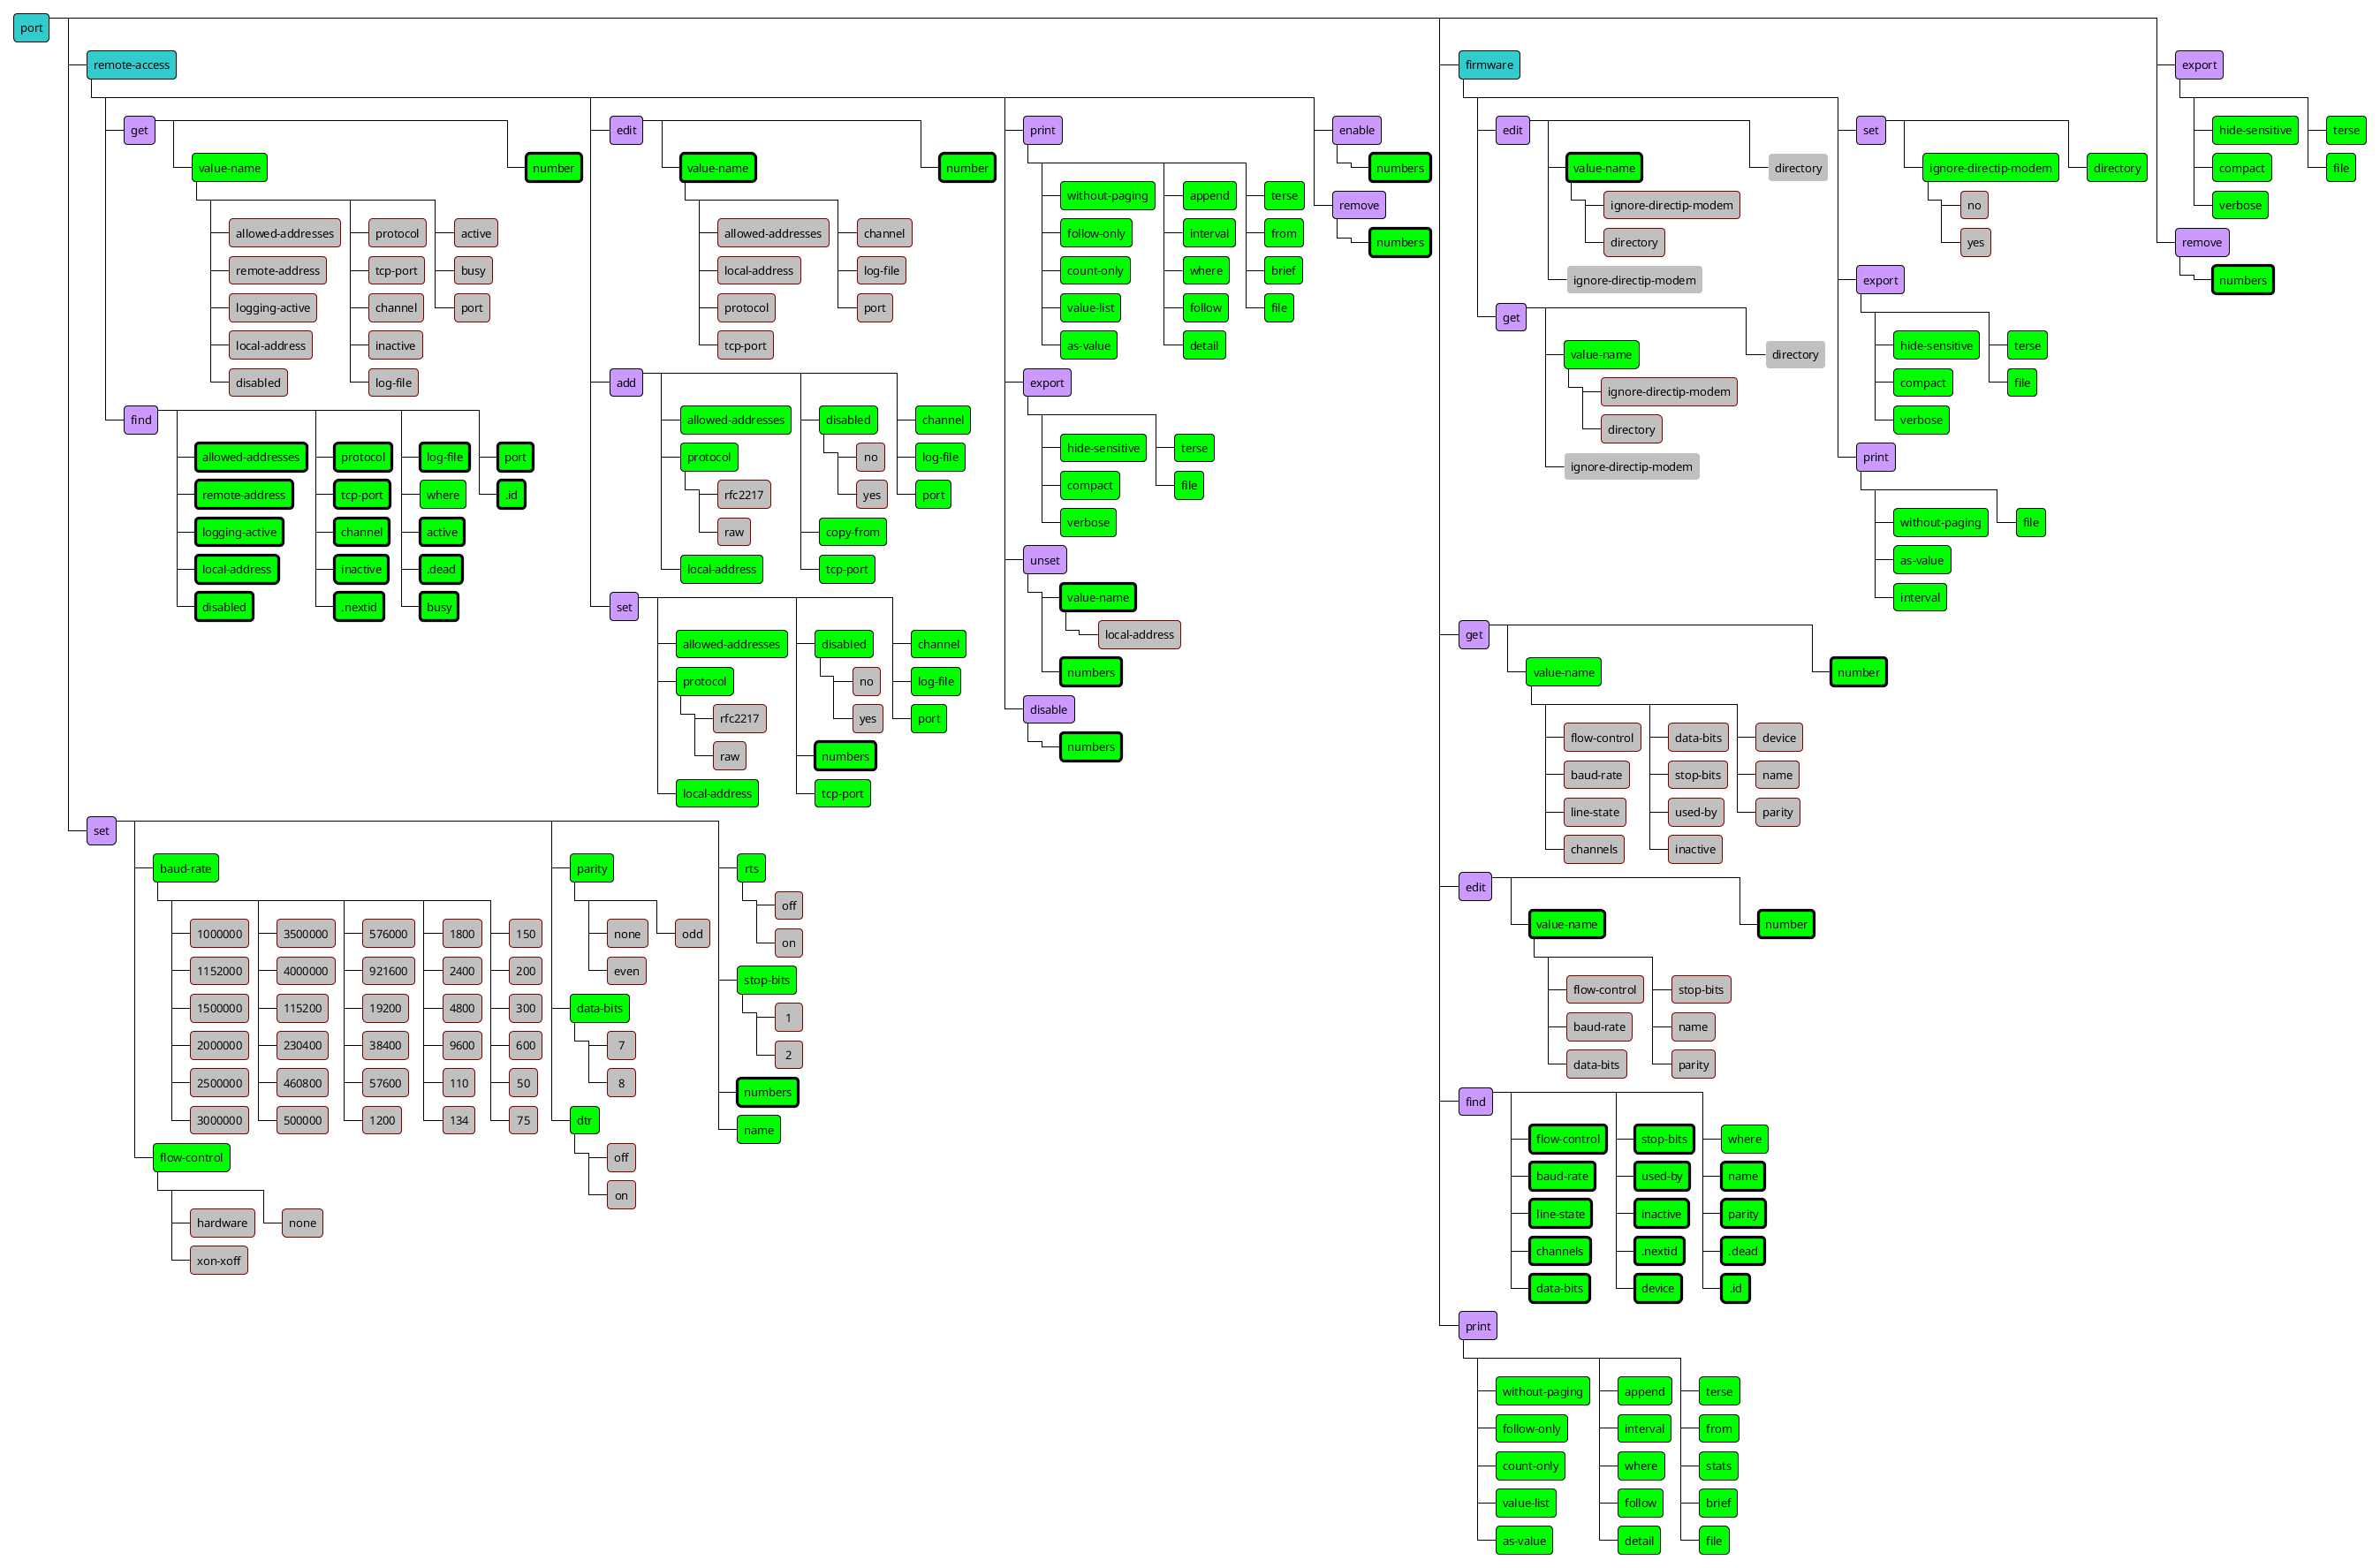 port
remote-access
get
value-name
allowed-addresses
remote-address
logging-active
local-address
disabled
protocol
tcp-port
channel
inactive
log-file
active
busy
port
number
find
allowed-addresses
remote-address
logging-active
local-address
disabled
protocol
tcp-port
channel
inactive
.nextid
log-file
where
active
.dead
busy
port
.id
edit
value-name
allowed-addresses
local-address
protocol
tcp-port
channel
log-file
port
number
add
allowed-addresses
protocol
rfc2217
raw
local-address
disabled
no
yes
copy-from
tcp-port
channel
log-file
port
set
allowed-addresses
protocol
rfc2217
raw
local-address
disabled
no
yes
numbers
tcp-port
channel
log-file
port
print
without-paging
follow-only
count-only
value-list
as-value
append
interval
where
follow
detail
terse
from
brief
file
export
hide-sensitive
compact
verbose
terse
file
unset
value-name
local-address
numbers
disable
numbers
enable
numbers
remove
numbers
set
baud-rate
1000000
1152000
1500000
2000000
2500000
3000000
3500000
4000000
115200
230400
460800
500000
576000
921600
19200
38400
57600
1200
1800
2400
4800
9600
110
134
150
200
300
600
50
75
flow-control
hardware
xon-xoff
none
parity
none
even
odd
data-bits
7
8
dtr
off
on
rts
off
on
stop-bits
1
2
numbers
name
firmware
edit
value-name
ignore-directip-modem
directory
ignore-directip-modem
directory
get
value-name
ignore-directip-modem
directory
ignore-directip-modem
directory
set
ignore-directip-modem
no
yes
directory
export
hide-sensitive
compact
verbose
terse
file
print
without-paging
as-value
interval
file
get
value-name
flow-control
baud-rate
line-state
channels
data-bits
stop-bits
used-by
inactive
device
name
parity
number
edit
value-name
flow-control
baud-rate
data-bits
stop-bits
name
parity
number
find
flow-control
baud-rate
line-state
channels
data-bits
stop-bits
used-by
inactive
.nextid
device
where
name
parity
.dead
.id
print
without-paging
follow-only
count-only
value-list
as-value
append
interval
where
follow
detail
terse
from
stats
brief
file
export
hide-sensitive
compact
verbose
terse
file
remove
numbers